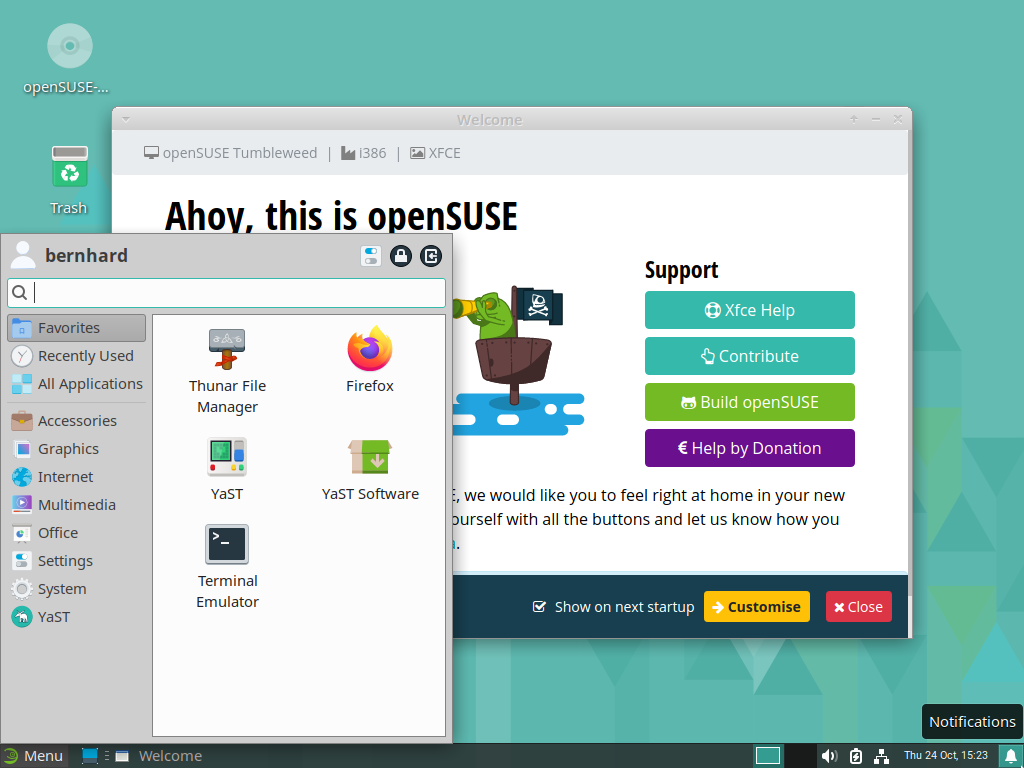 openSUSE-...
Trash
Welcome
openSUSE Tumbleweed | i386 | XFCE
Ahoy, this is openSUSE
Support
Xfce Help
Contribute
Build openSUSE
€ Help by Donation
E, we would like you to feel right at home in your new
ourself with all the buttons and let us know how you
a.
Show on next startup
Customise
Close
bernhard
Favorites
Recently Used
All Applications
Accessories
Graphics
Internet
Multimedia
Office
Settings
System
YaST
Thunar File
Manager
Firefox
YaST
YaST Software
Terminal
Emulator
Notifications
Menu
Welcome
Thu 24 Oct, 15:23